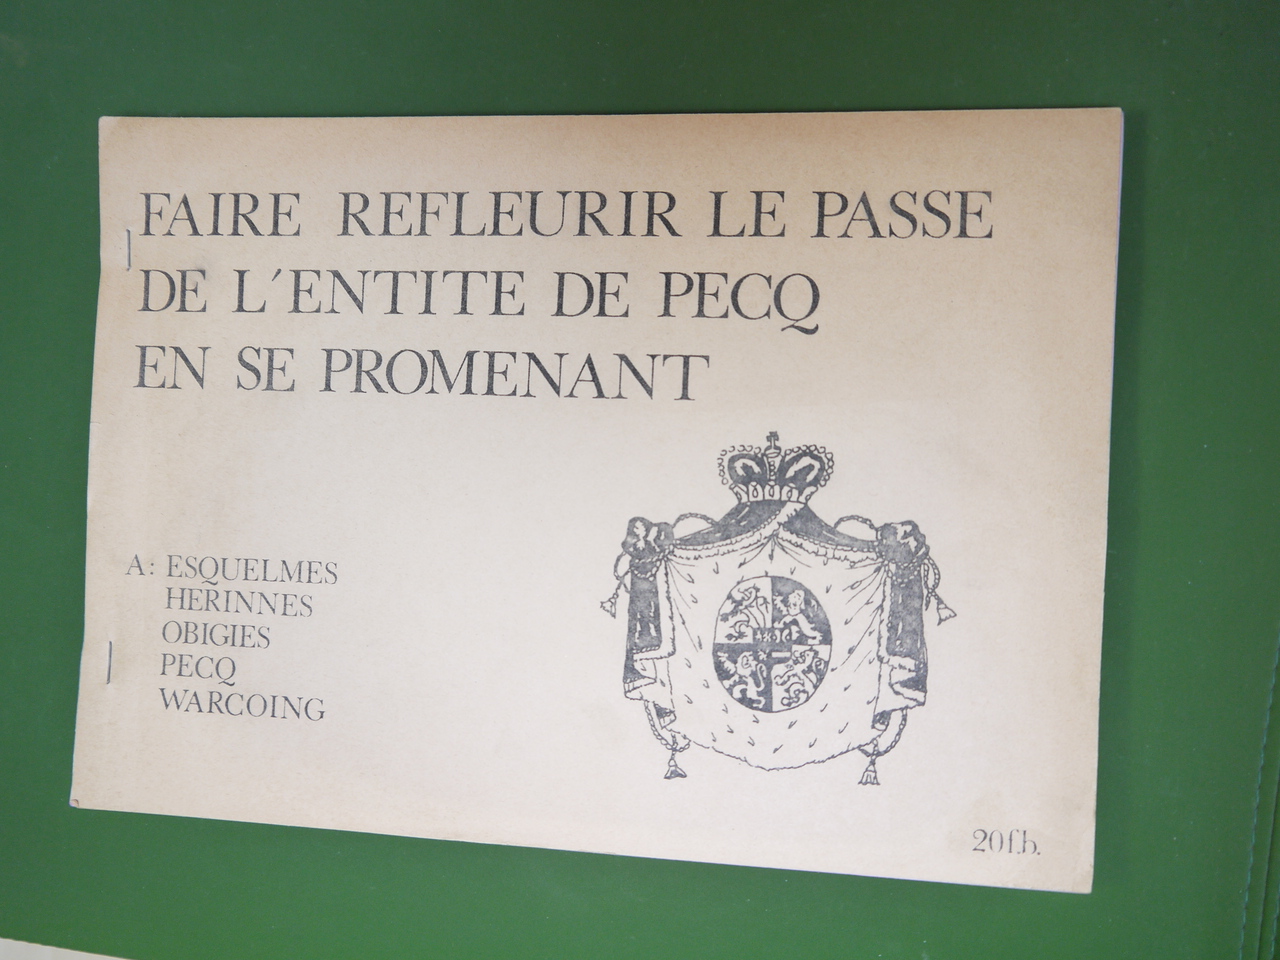 FAIRE REFLEURIR LE PASSE
DE L'ENTITE DE PECQ
EN SE PROMENANT
A: ESQUELMES
HERINNES
OBIGIES
PECQ
WARCOING
20f.b.